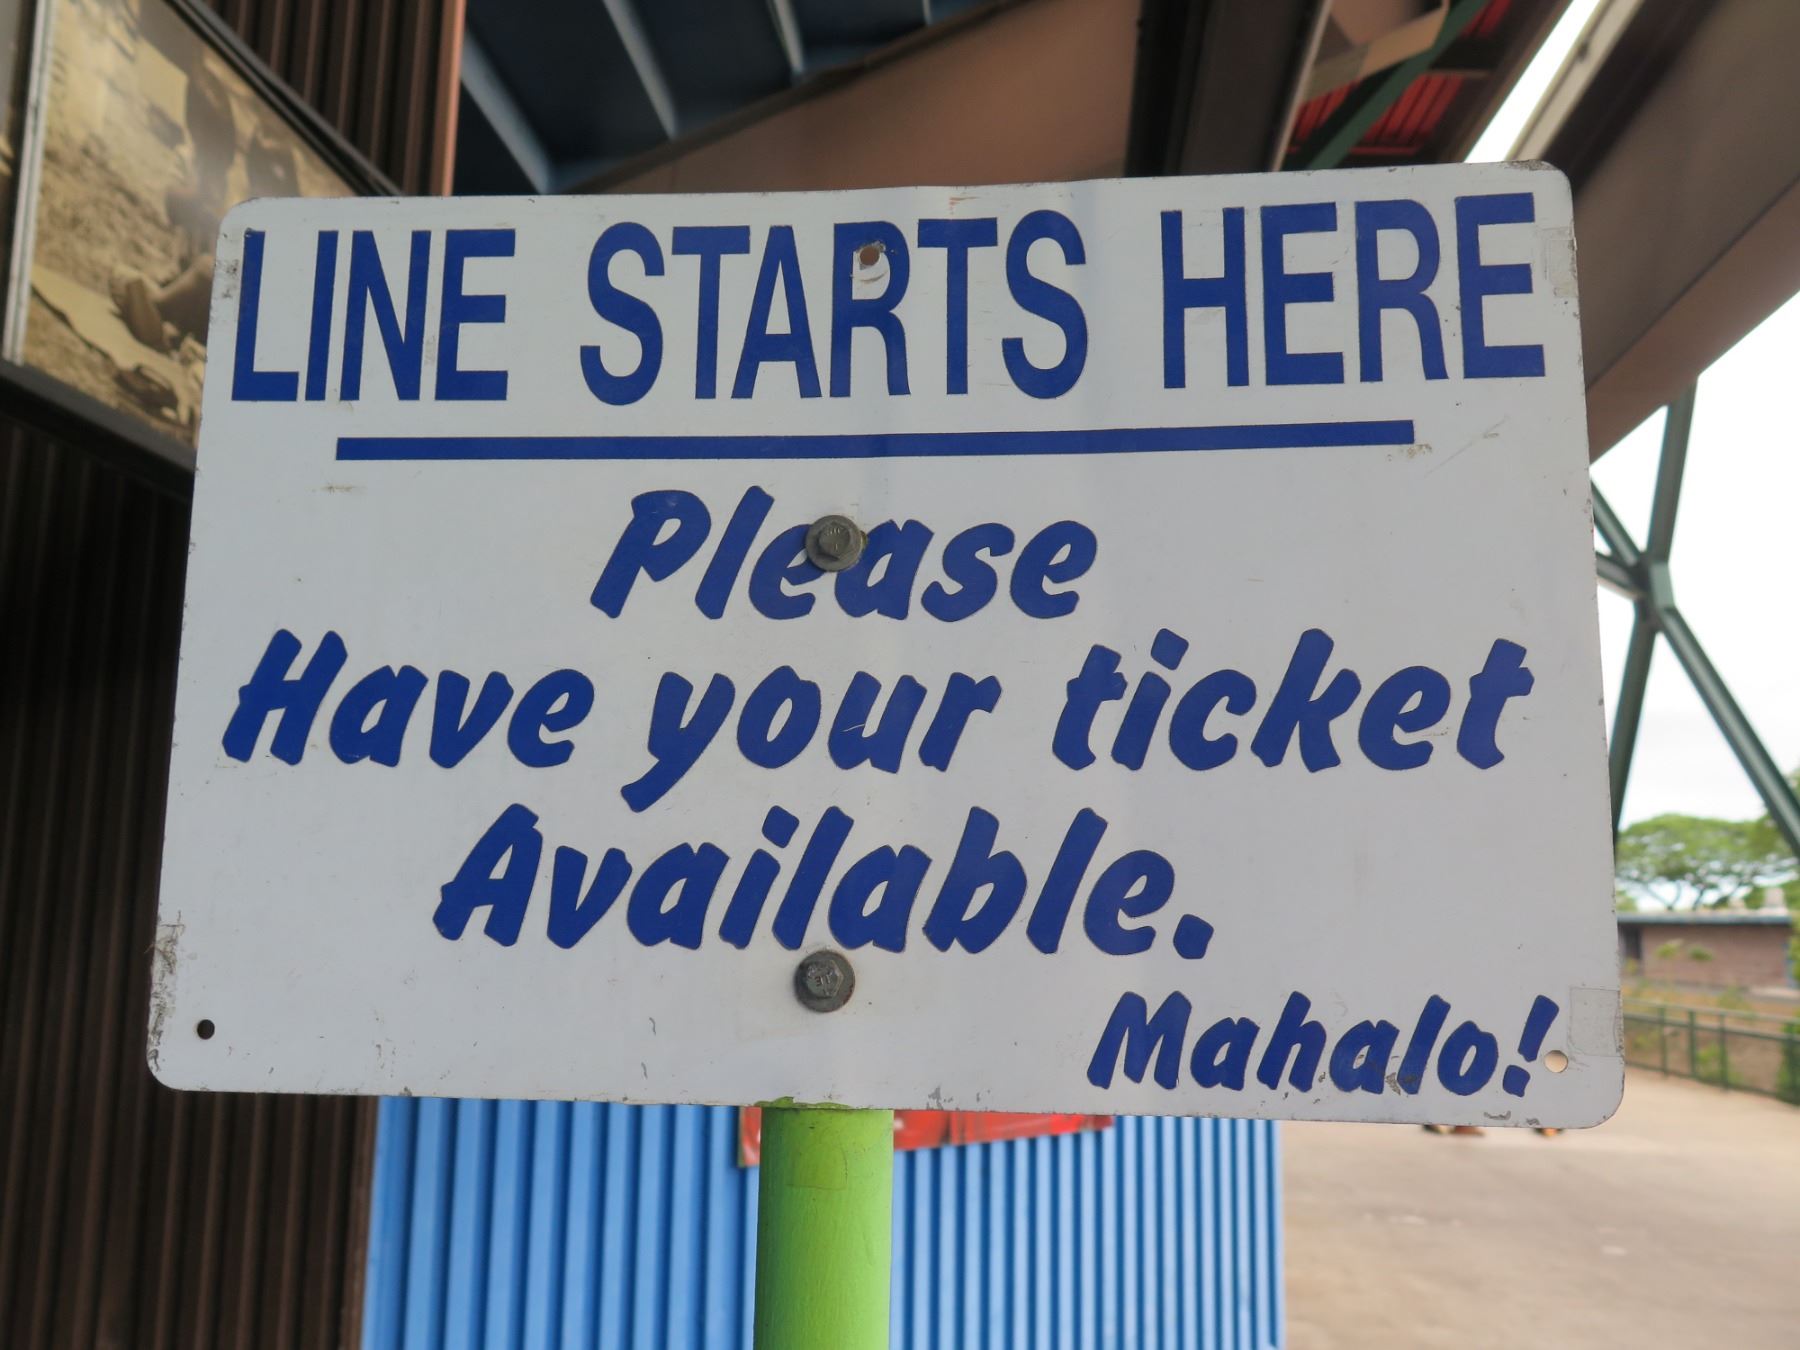 LINE STARTS HERE
Please
Have your ticket
Available.
Mahalo!